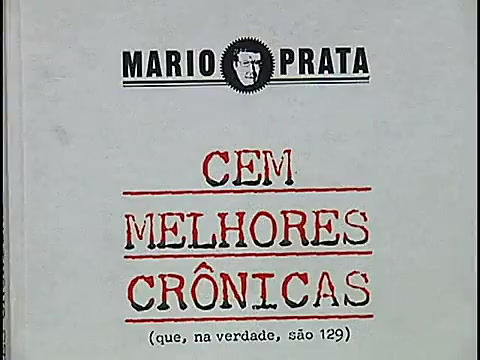 MARIO PRATA
CEM
MELHORES
CRÔNICAS
(que, na verdade, são 129)